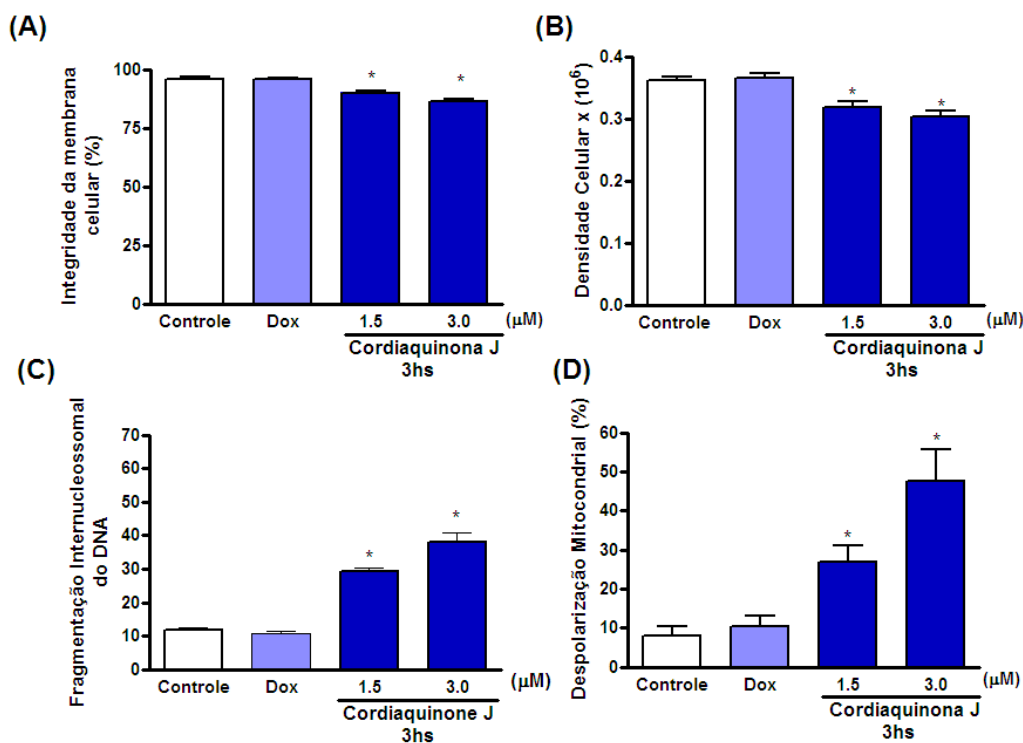 (A)
Integridade da membrana
celular (%)
100
75
50
25
0
*
*
Controle
Dox
1.5
3.0
(μM)
Cordiaquinona J
3hs
(B)
Densidade Celular x (10⁶)
0.4
0.3
0.2
0.1
0.0
*
*
Controle
Dox
1.5
3.0
(μM)
Cordiaquinona J
3hs
(C)
Fragmentação Internucleossomal
do DNA
70
60
50
40
30
20
10
0
*
*
Controle
Dox
1.5
3.0
(μM)
Cordiaquinone J
3hs
(D)
Despolarização Mitocondrial (%)
60
50
40
30
20
10
0
*
*
Controle
Dox
1.5
3.0
(μM)
Cordiaquinona J
3hs